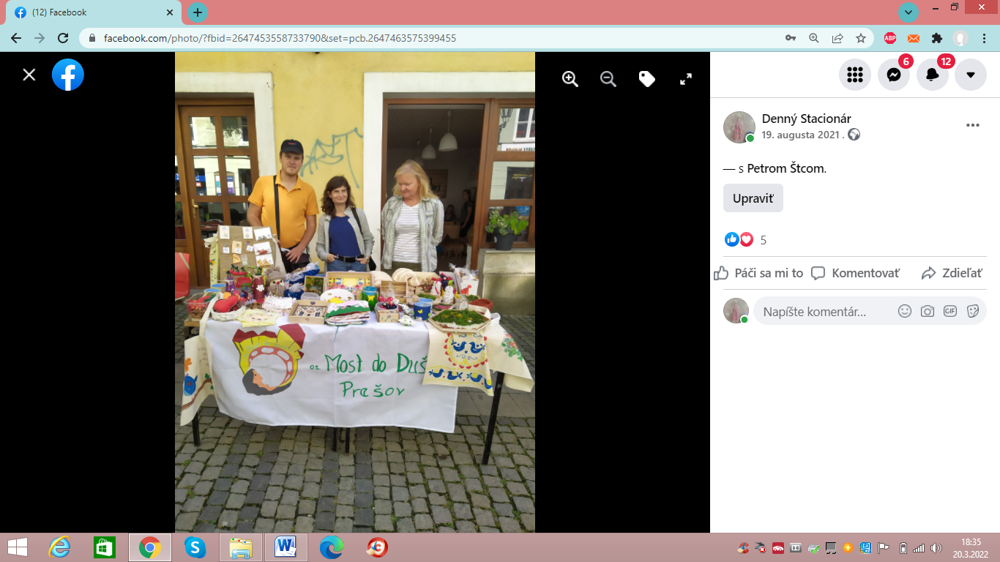 (12) Facebook
facebook.com/photo/?fbid=2647453558733790&set=pcb.2647463575399455
ABP
6
12
Denný Stacionár
19. augusta 2021 .
— s Petrom Štcom.
Upraviť
5
Páči sa mi to
Komentovať
Zdieľať
Napíšte komentár...
GIF
oz Most do Duš
Prešov
18:35
20.3.2022